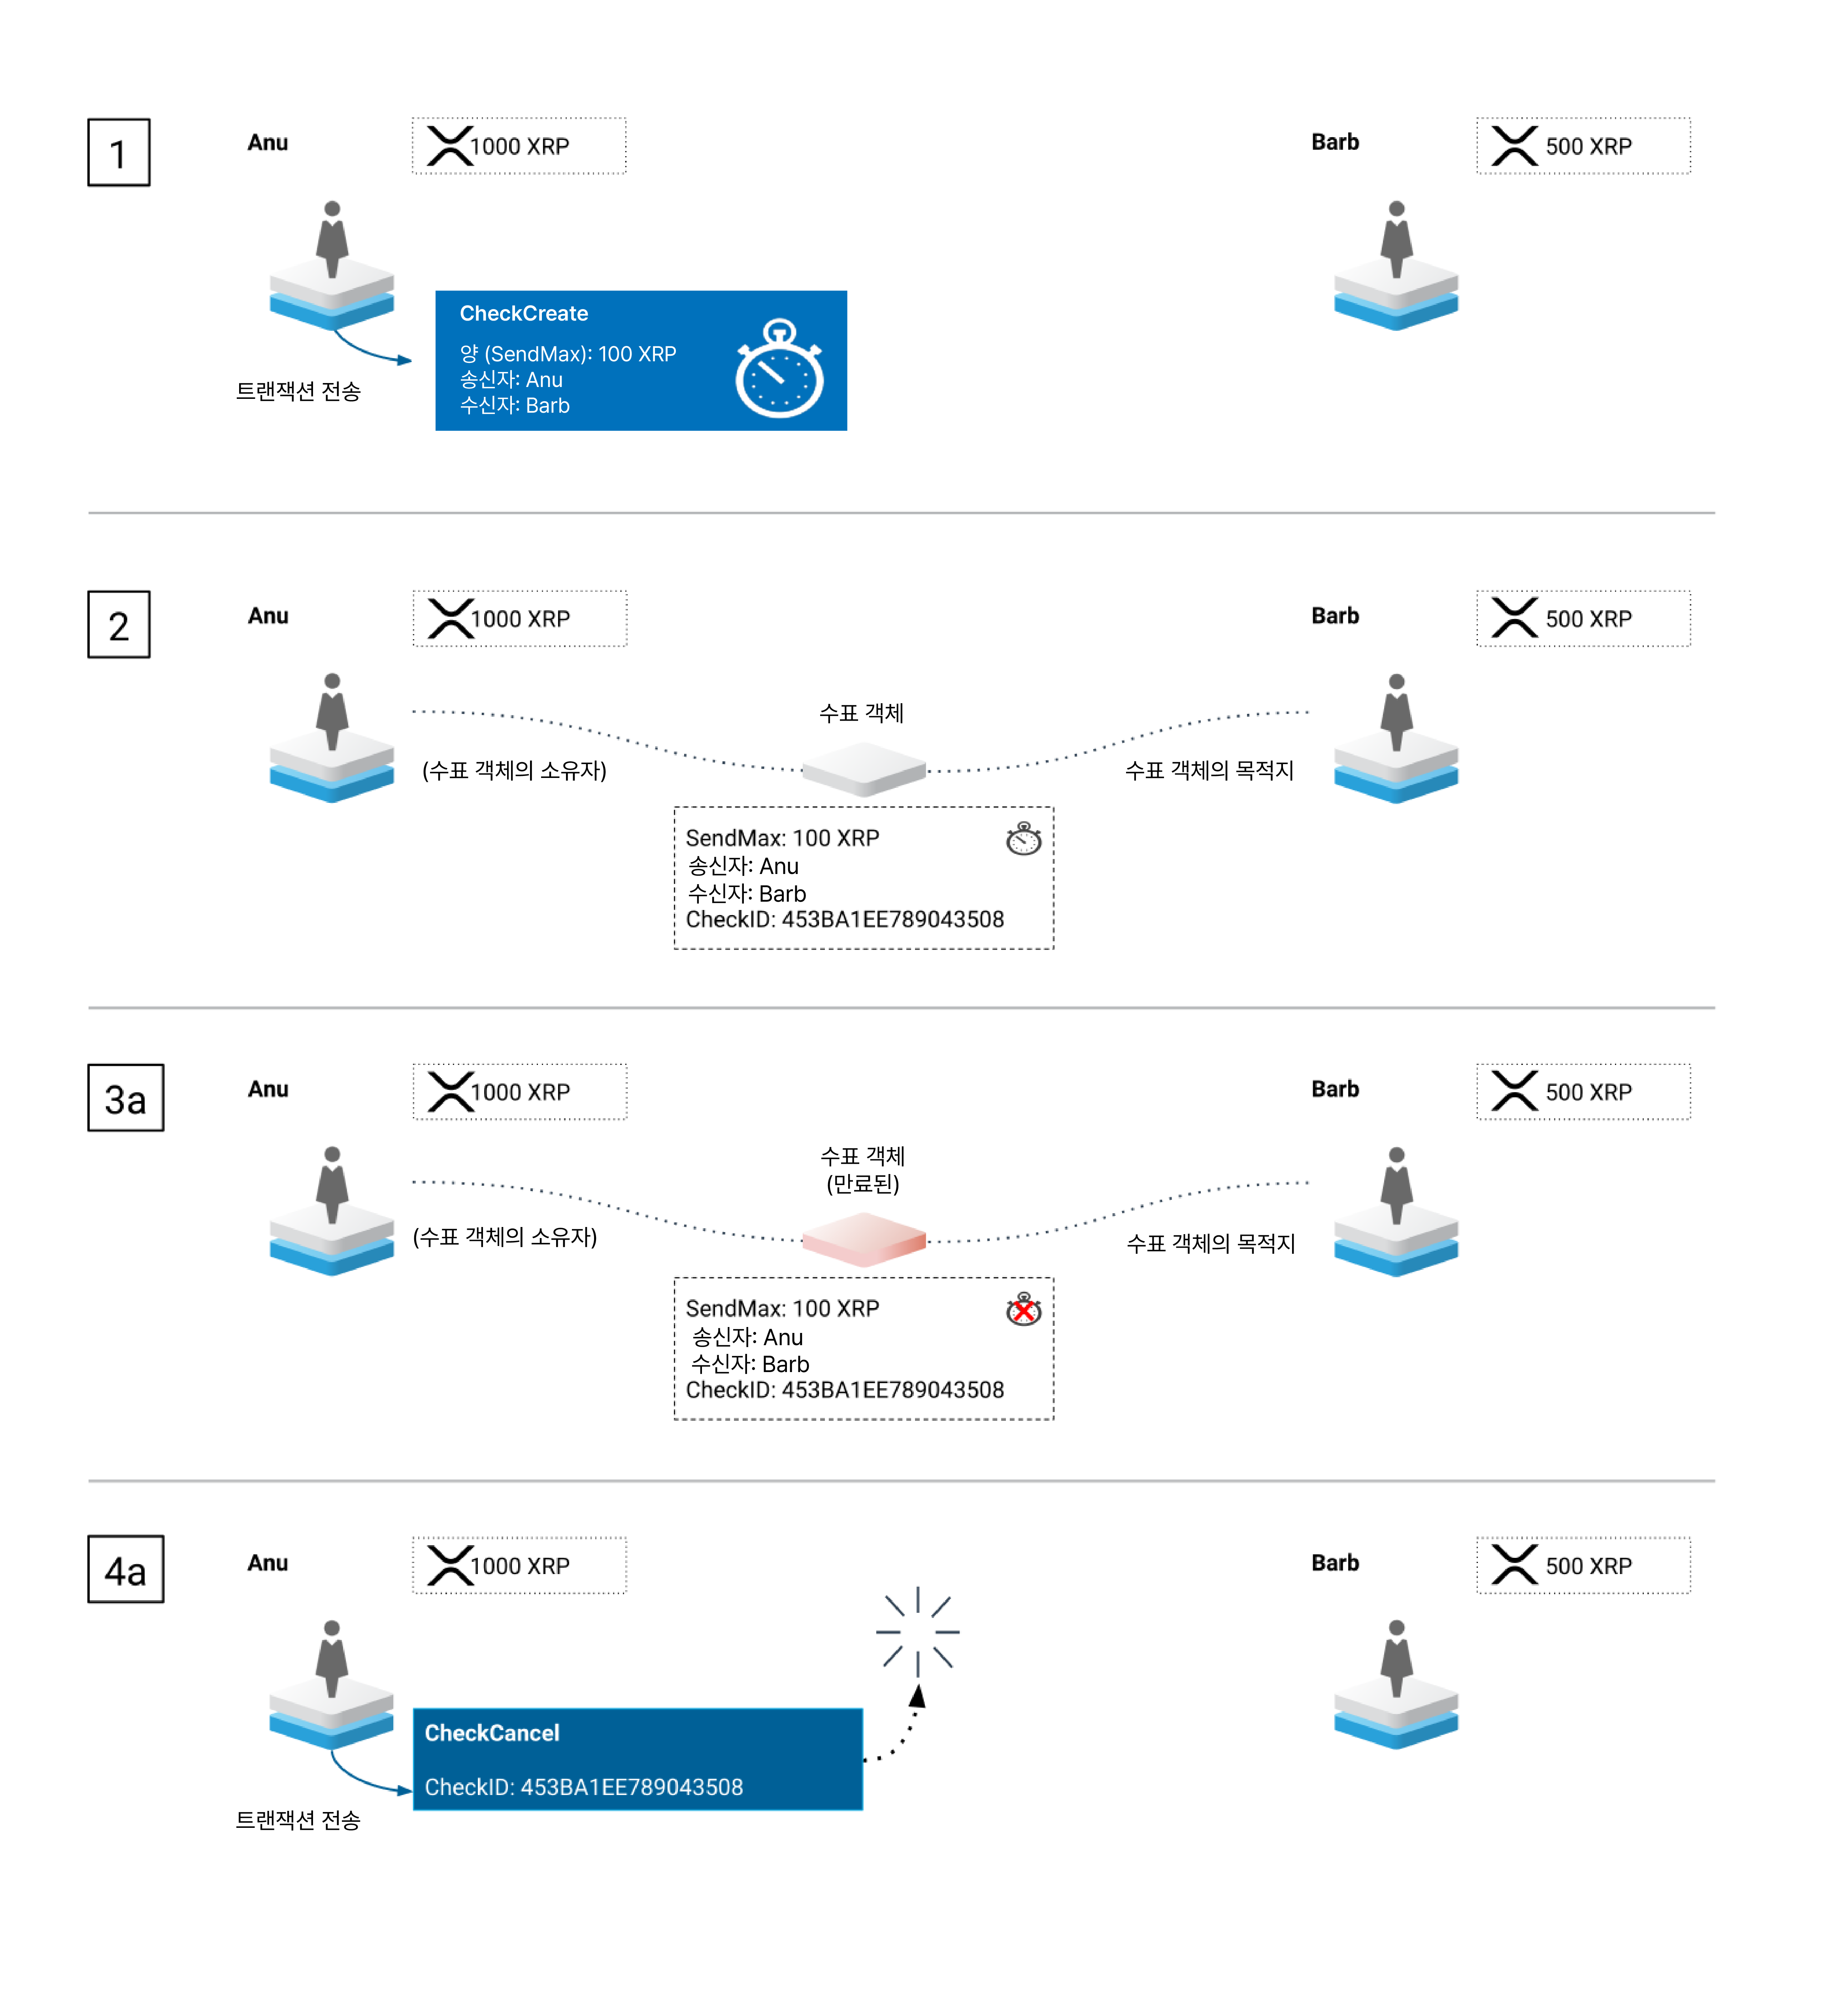 1
Anu
1000 XRP
Barb
500 XRP
CheckCreate
양 (SendMax): 100 XRP
송신자: Anu
수신자: Barb
트랜잭션 전송
2
Anu
1000 XRP
Barb
500 XRP
수표 객체
(수표 객체의 소유자)
수표 객체의 목적지
SendMax: 100 XRP
송신자: Anu
수신자: Barb
CheckID: 453BA1EE789043508
3a
Anu
1000 XRP
Barb
500 XRP
수표 객체
(만료된)
(수표 객체의 소유자)
수표 객체의 목적지
SendMax: 100 XRP
송신자: Anu
수신자: Barb
CheckID: 453BA1EE789043508
4a
Anu
1000 XRP
Barb
500 XRP
CheckCancel
CheckID: 453BA1EE789043508
트랜잭션 전송